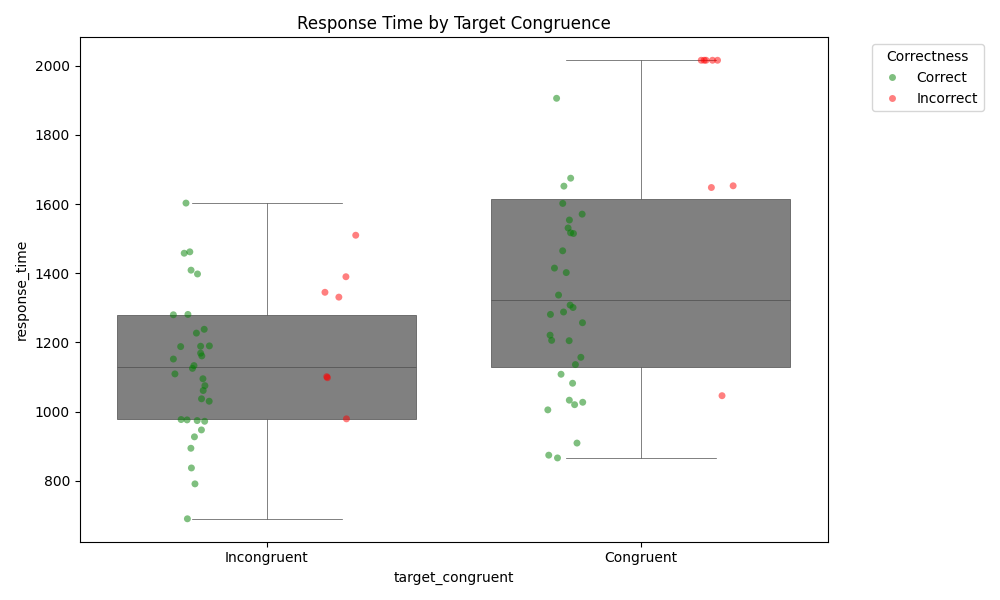 Response Time by Target Congruence
Correctness
Correct
Incorrect
response_time
2000
1800
1600
1400
1200
1000
800
Incongruent
Congruent
target_congruent